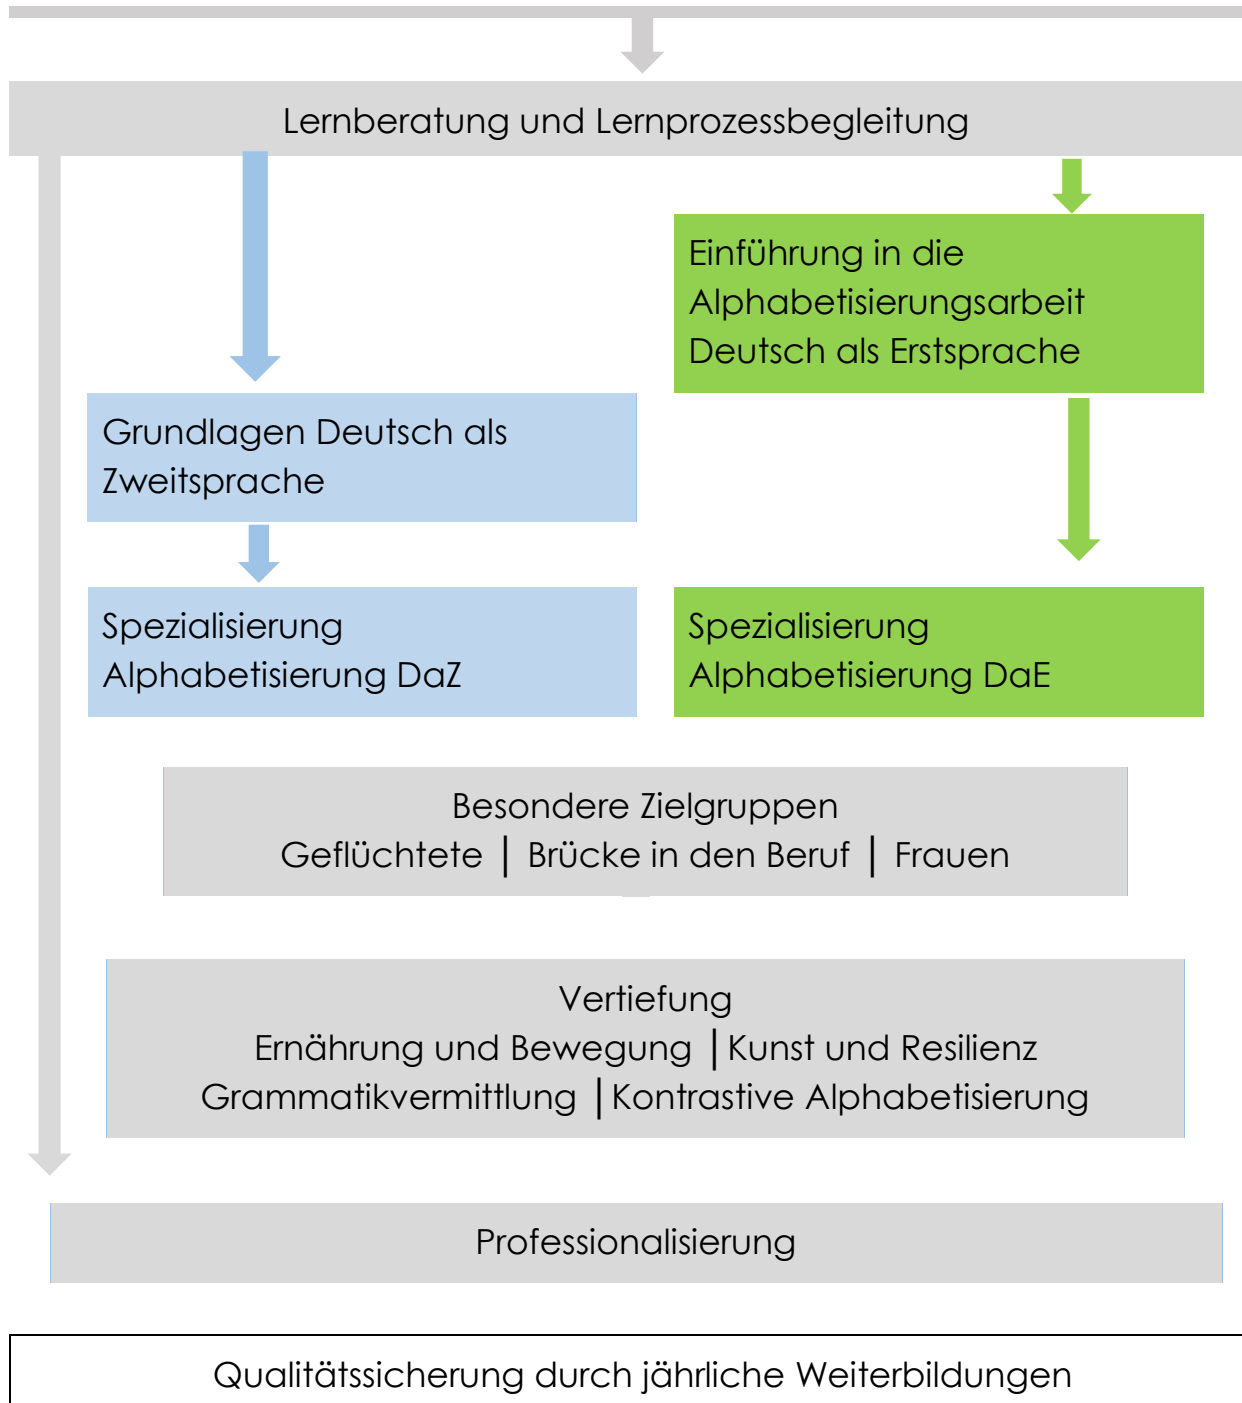 Lernberatung und Lernprozessbegleitung
Einführung in die
Alphabetisierungsarbeit
Deutsch als Erstsprache
Grundlagen Deutsch als
Zweitsprache
Spezialisierung
Alphabetisierung DaZ
Spezialisierung
Alphabetisierung DaE
Besondere Zielgruppen
Geflüchtete | Brücke in den Beruf | Frauen
Vertiefung
Ernährung und Bewegung |Kunst und Resilienz
Grammatikvermittlung |Kontrastive Alphabetisierung
Professionalisierung
Qualitätssicherung durch jährliche Weiterbildungen